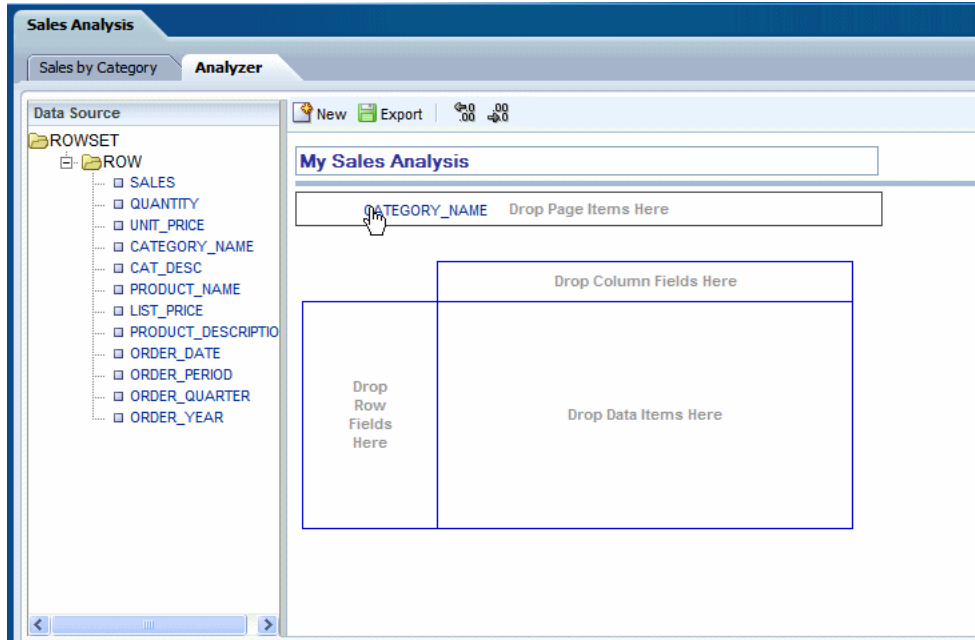 Sales Analysis
Sales by Category Analyzer
Data Source
New Export .00 .00
ROWSET
ROW
SALES
QUANTITY
UNIT_PRICE
CATEGORY_NAME
CAT_DESC
PRODUCT_NAME
LIST_PRICE
PRODUCT_DESCRIPTIO
ORDER_DATE
ORDER_PERIOD
ORDER_QUARTER
ORDER_YEAR
My Sales Analysis
CATEGORY_NAME Drop Page Items Here
Drop Column Fields Here
Drop
Row
Fields
Here
Drop Data Items Here